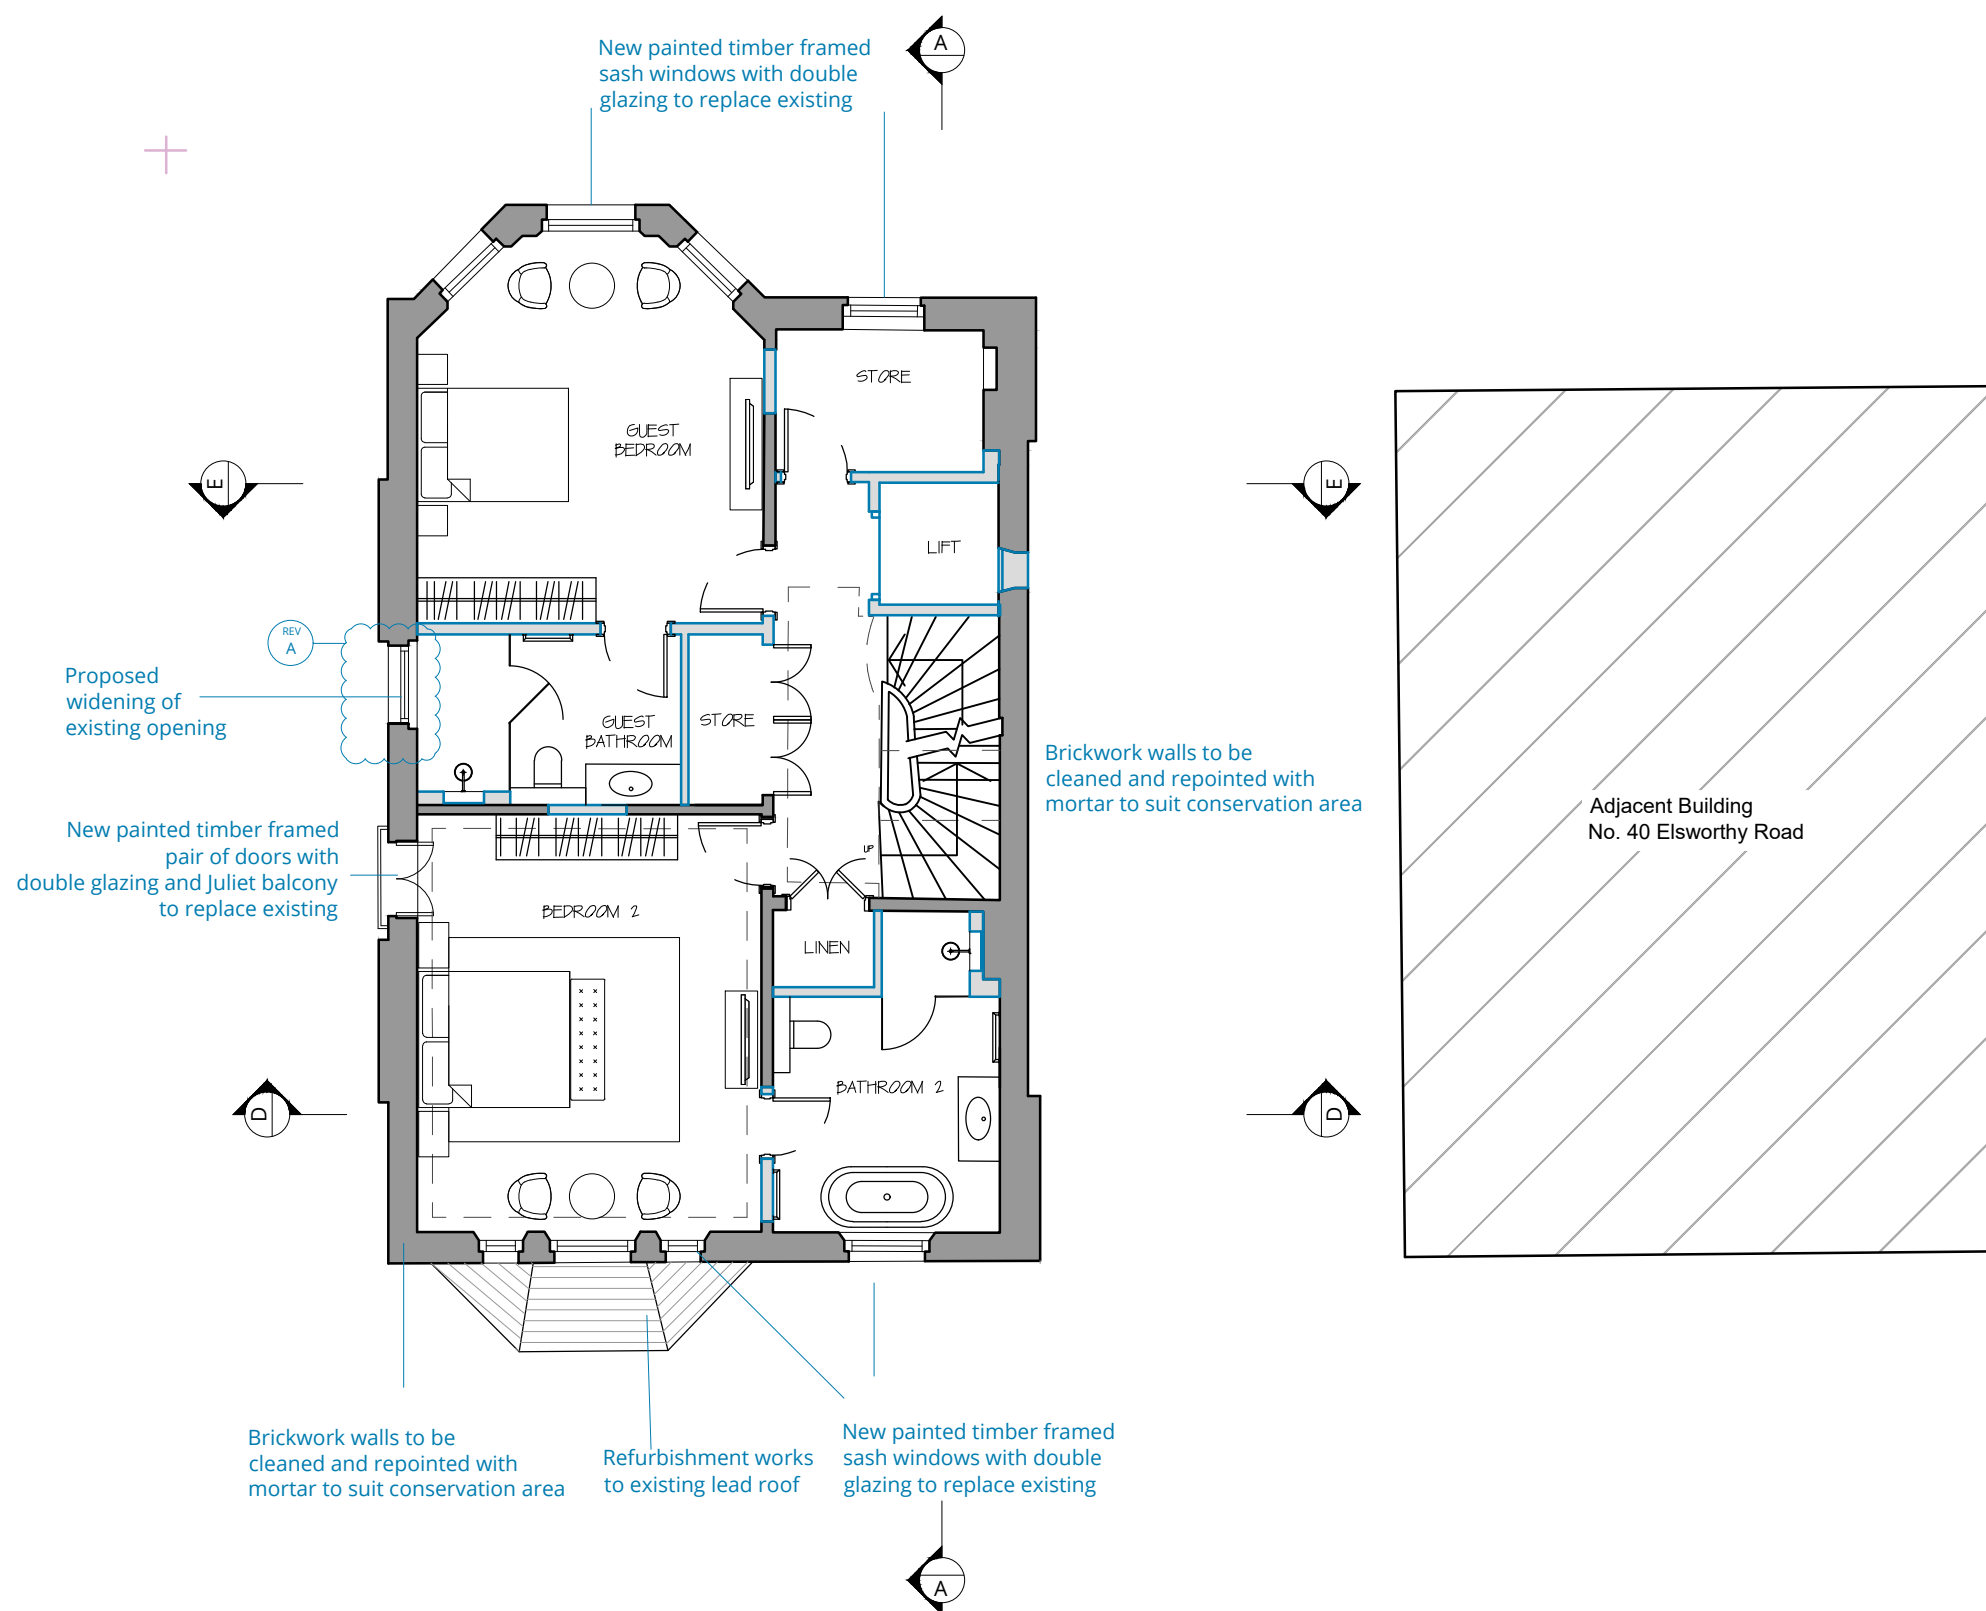 New painted timber framed
sash windows with double
glazing to replace existing
A
STORE
GUEST
BEDROOM
E
E
LIFT
REV
A
Proposed
widening of
existing opening
GUEST
BATHROOM
STORE
Brickwork walls to be
cleaned and repointed with
mortar to suit conservation area
Adjacent Building
No. 40 Elsworthy Road
New painted timber framed
pair of doors with
double glazing and Juliet balcony
to replace existing
UP
BEDROOM 2
LINEN
BATHROOM 2
D
D
Brickwork walls to be
cleaned and repointed with
mortar to suit conservation area
Refurbishment works
to existing lead roof
New painted timber framed
sash windows with double
glazing to replace existing
A